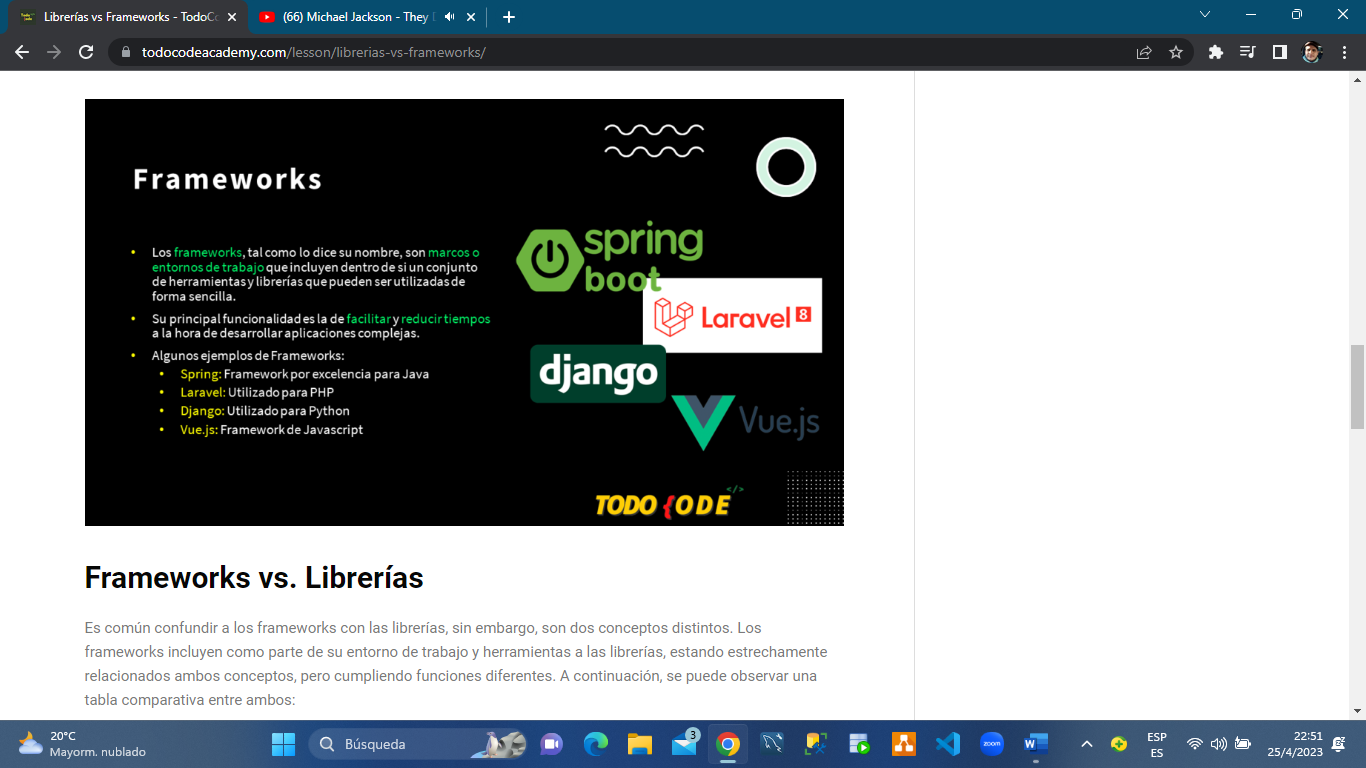 Librerías vs Frameworks - TodoCo
(66) Michael Jackson - They D
todocodeacademy.com/lesson/librerias-vs-frameworks/
Frameworks
• Los frameworks, tal como lo dice su nombre, son marcos o
entornos de trabajo que incluyen dentro de si un conjunto
de herramientas y librerías que pueden ser utilizadas de
forma sencilla.
• Su principal funcionalidad es la de facilitar y reducir tiempos
a la hora de desarrollar aplicaciones complejas.
• Algunos ejemplos de Frameworks:
• Spring: Framework por excelencia para Java
• Laravel: Utilizado para PHP
• Django: Utilizado para Python
• Vue.js: Framework de Javascript
spring
boot
Laravel 8
django
Vue.js
</>
TODO {ODE
Frameworks vs. Librerías
Es común confundir a los frameworks con las librerías, sin embargo, son dos conceptos distintos. Los
frameworks incluyen como parte de su entorno de trabajo y herramientas a las librerías, estando estrechamente
relacionados ambos conceptos, pero cumpliendo funciones diferentes. A continuación, se puede observar una
tabla comparativa entre ambos:
20°C
Mayorm. nublado
Búsqueda
3
zoom
ESP
ES
22:51
25/4/2023